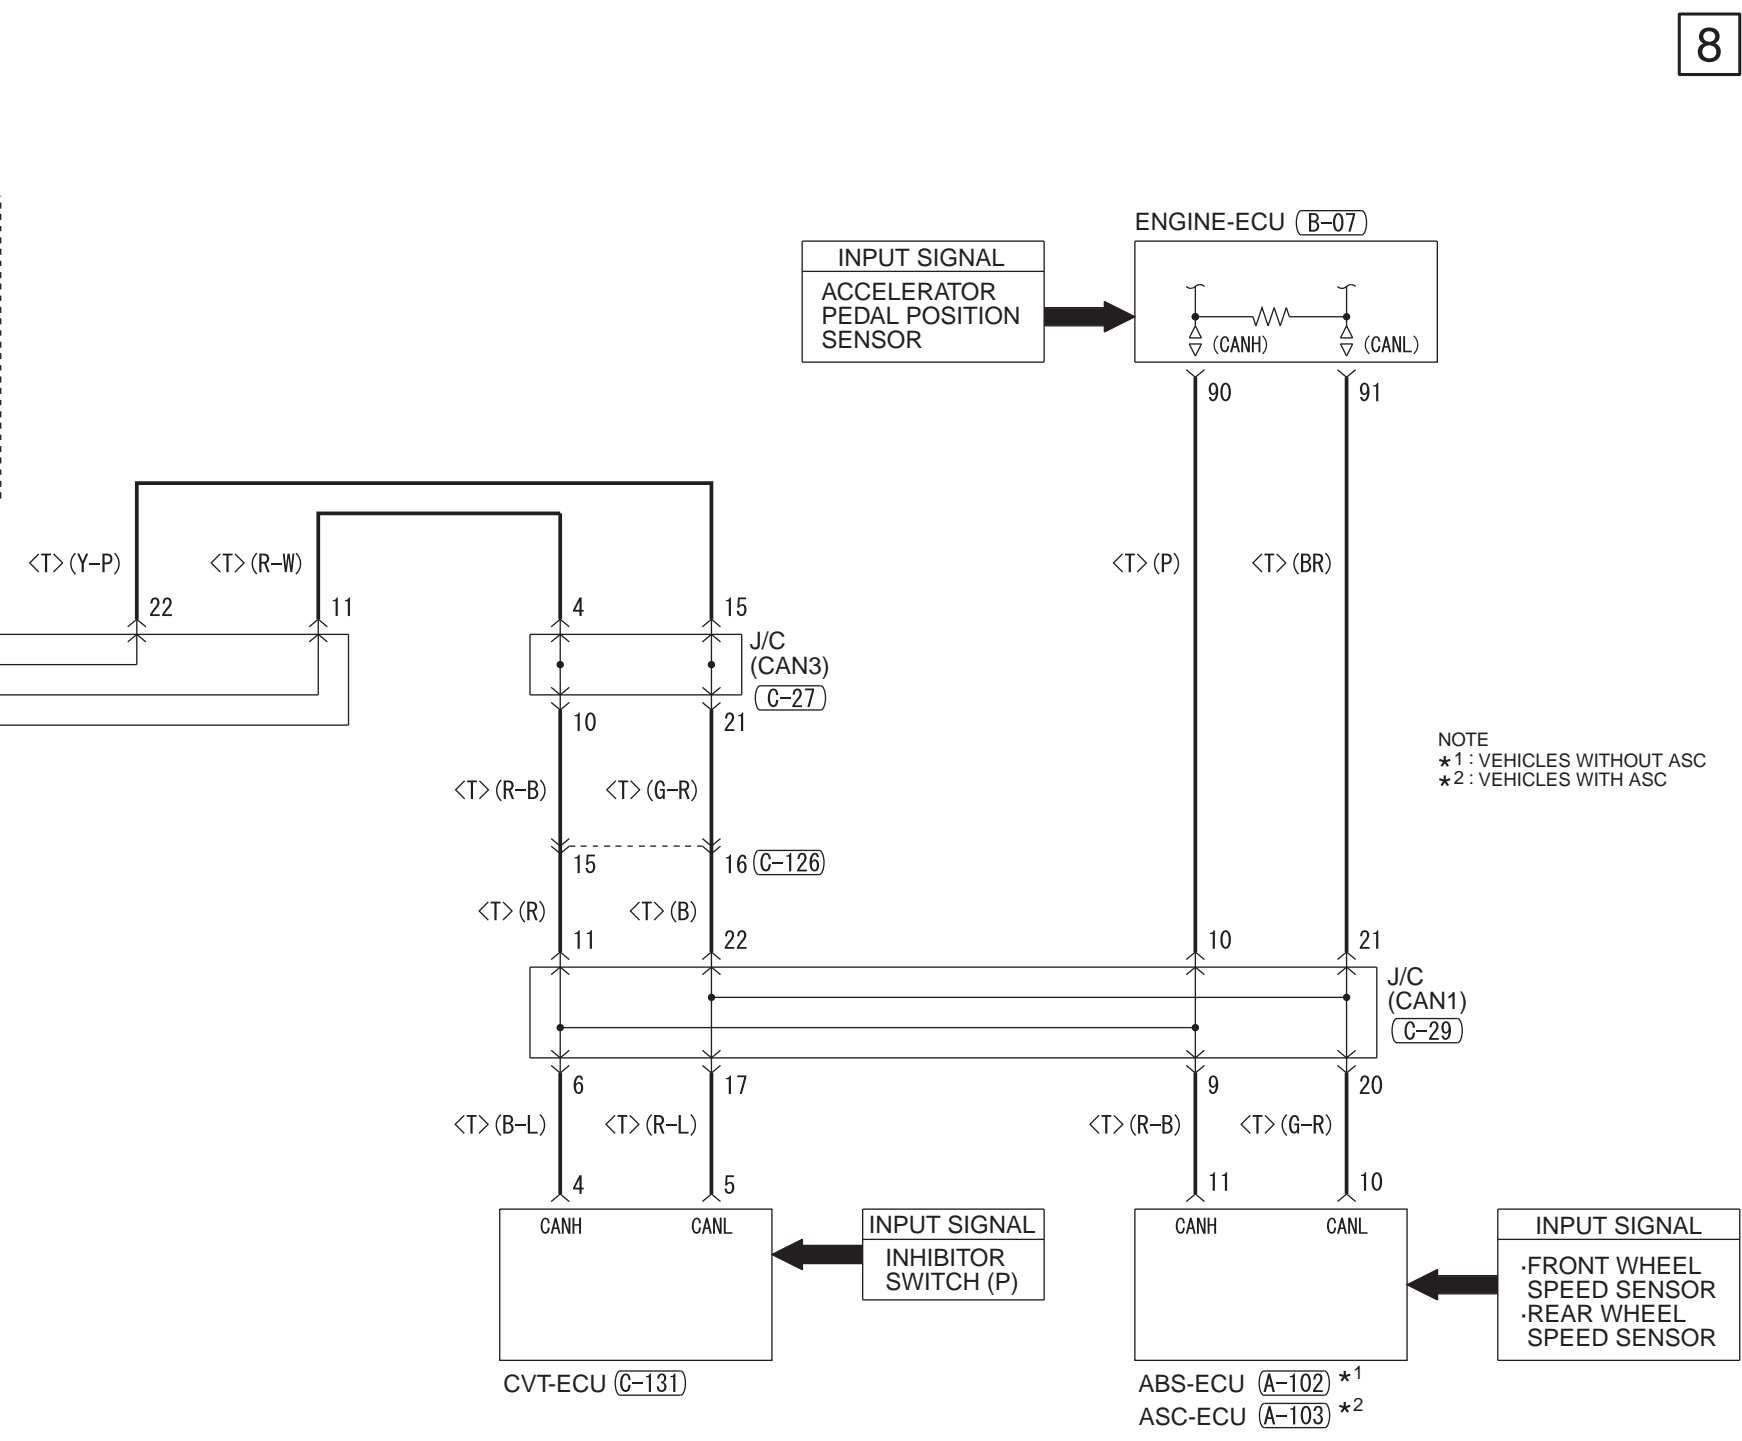 8
ENGINE-ECU B-07
INPUT SIGNAL
ACCELERATOR
PEDAL POSITION
SENSOR
(CANH) (CANL)
90 91
<T>(Y-P) <T>(R-W) <T>(P) <T>(BR)
22 11 4 15
J/C
(CAN3)
C-27
10 21
NOTE
*1 : VEHICLES WITHOUT ASC
*2 : VEHICLES WITH ASC
<T>(R-B) <T>(G-R)
15 16 C-126
<T>(R) <T>(B)
11 22 10 21
J/C
(CAN1)
C-29
6 17 9 20
<T>(B-L) <T>(R-L) <T>(R-B) <T>(G-R)
4 5 11 10
CANH CANL
INPUT SIGNAL
INHIBITOR
SWITCH (P)
CANH CANL
INPUT SIGNAL
·FRONT WHEEL
SPEED SENSOR
·REAR WHEEL
SPEED SENSOR
CVT-ECU C-131
ABS-ECU A-102 *1
ASC-ECU A-103 *2